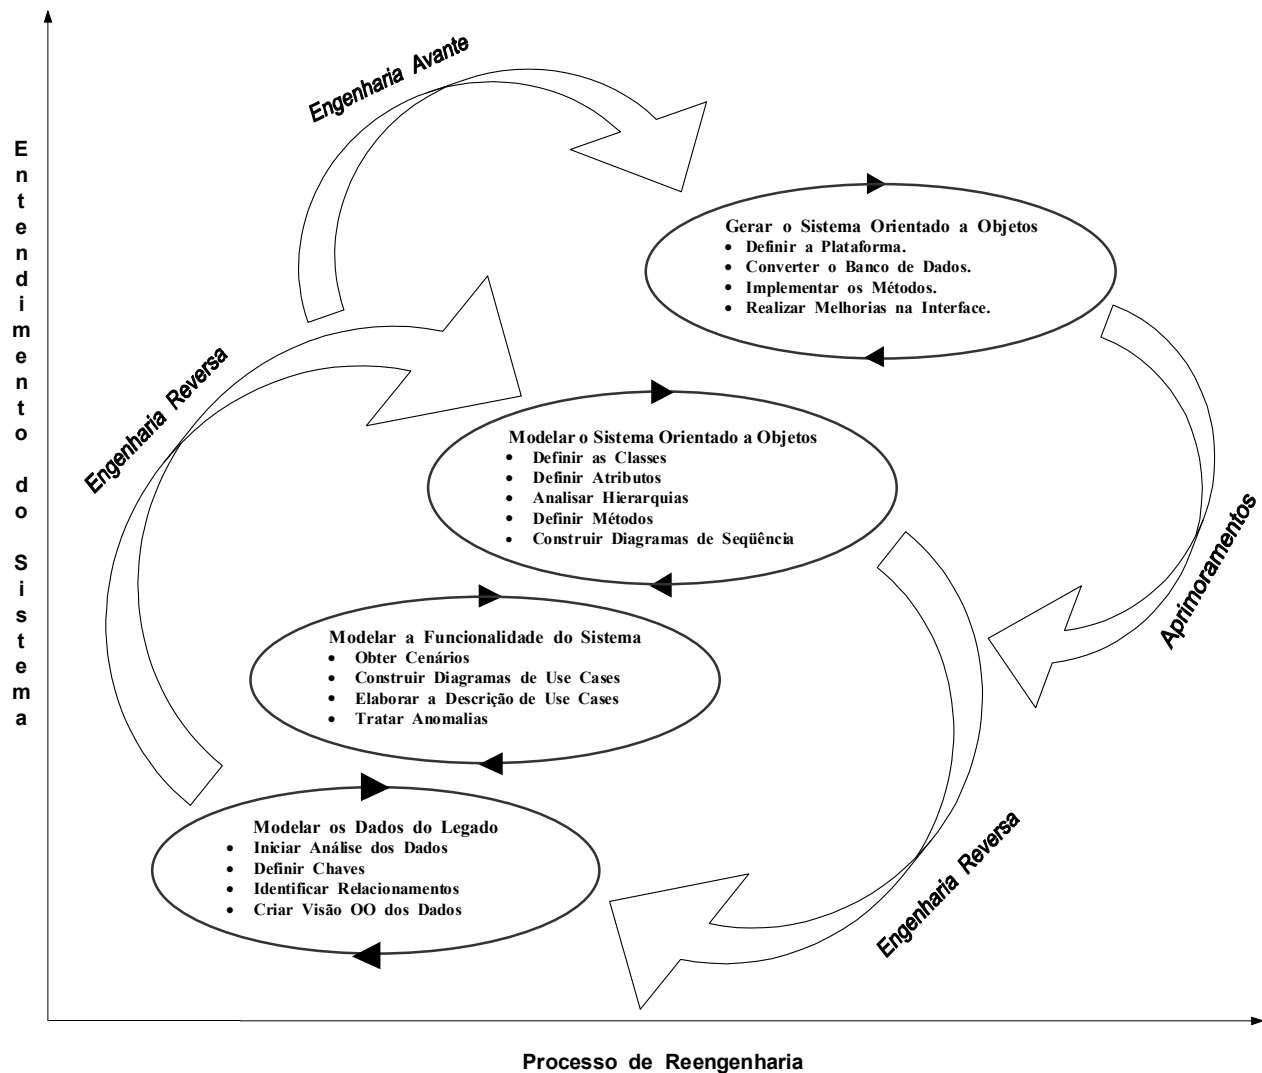 Engenharia Avante
Entendimento do Sistema
Gerar o Sistema Orientado a Objetos
• Definir a Plataforma.
• Converter o Banco de Dados.
• Implementar os Métodos.
• Realizar Melhorias na Interface.
Engenharia Reversa
Modelar o Sistema Orientado a Objetos
• Definir as Classes
• Definir Atributos
• Analisar Hierarquias
• Definir Métodos
• Construir Diagramas de Seqüência
Aprimoramentos
Modelar a Funcionalidade do Sistema
• Obter Cenários
• Construir Diagramas de Use Cases
• Elaborar a Descrição de Use Cases
• Tratar Anomalias
Modelar os Dados do Legado
• Iniciar Análise dos Dados
• Definir Chaves
• Identificar Relacionamentos
• Criar Visão OO dos Dados
Engenharia Reversa
Processo de Reengenharia